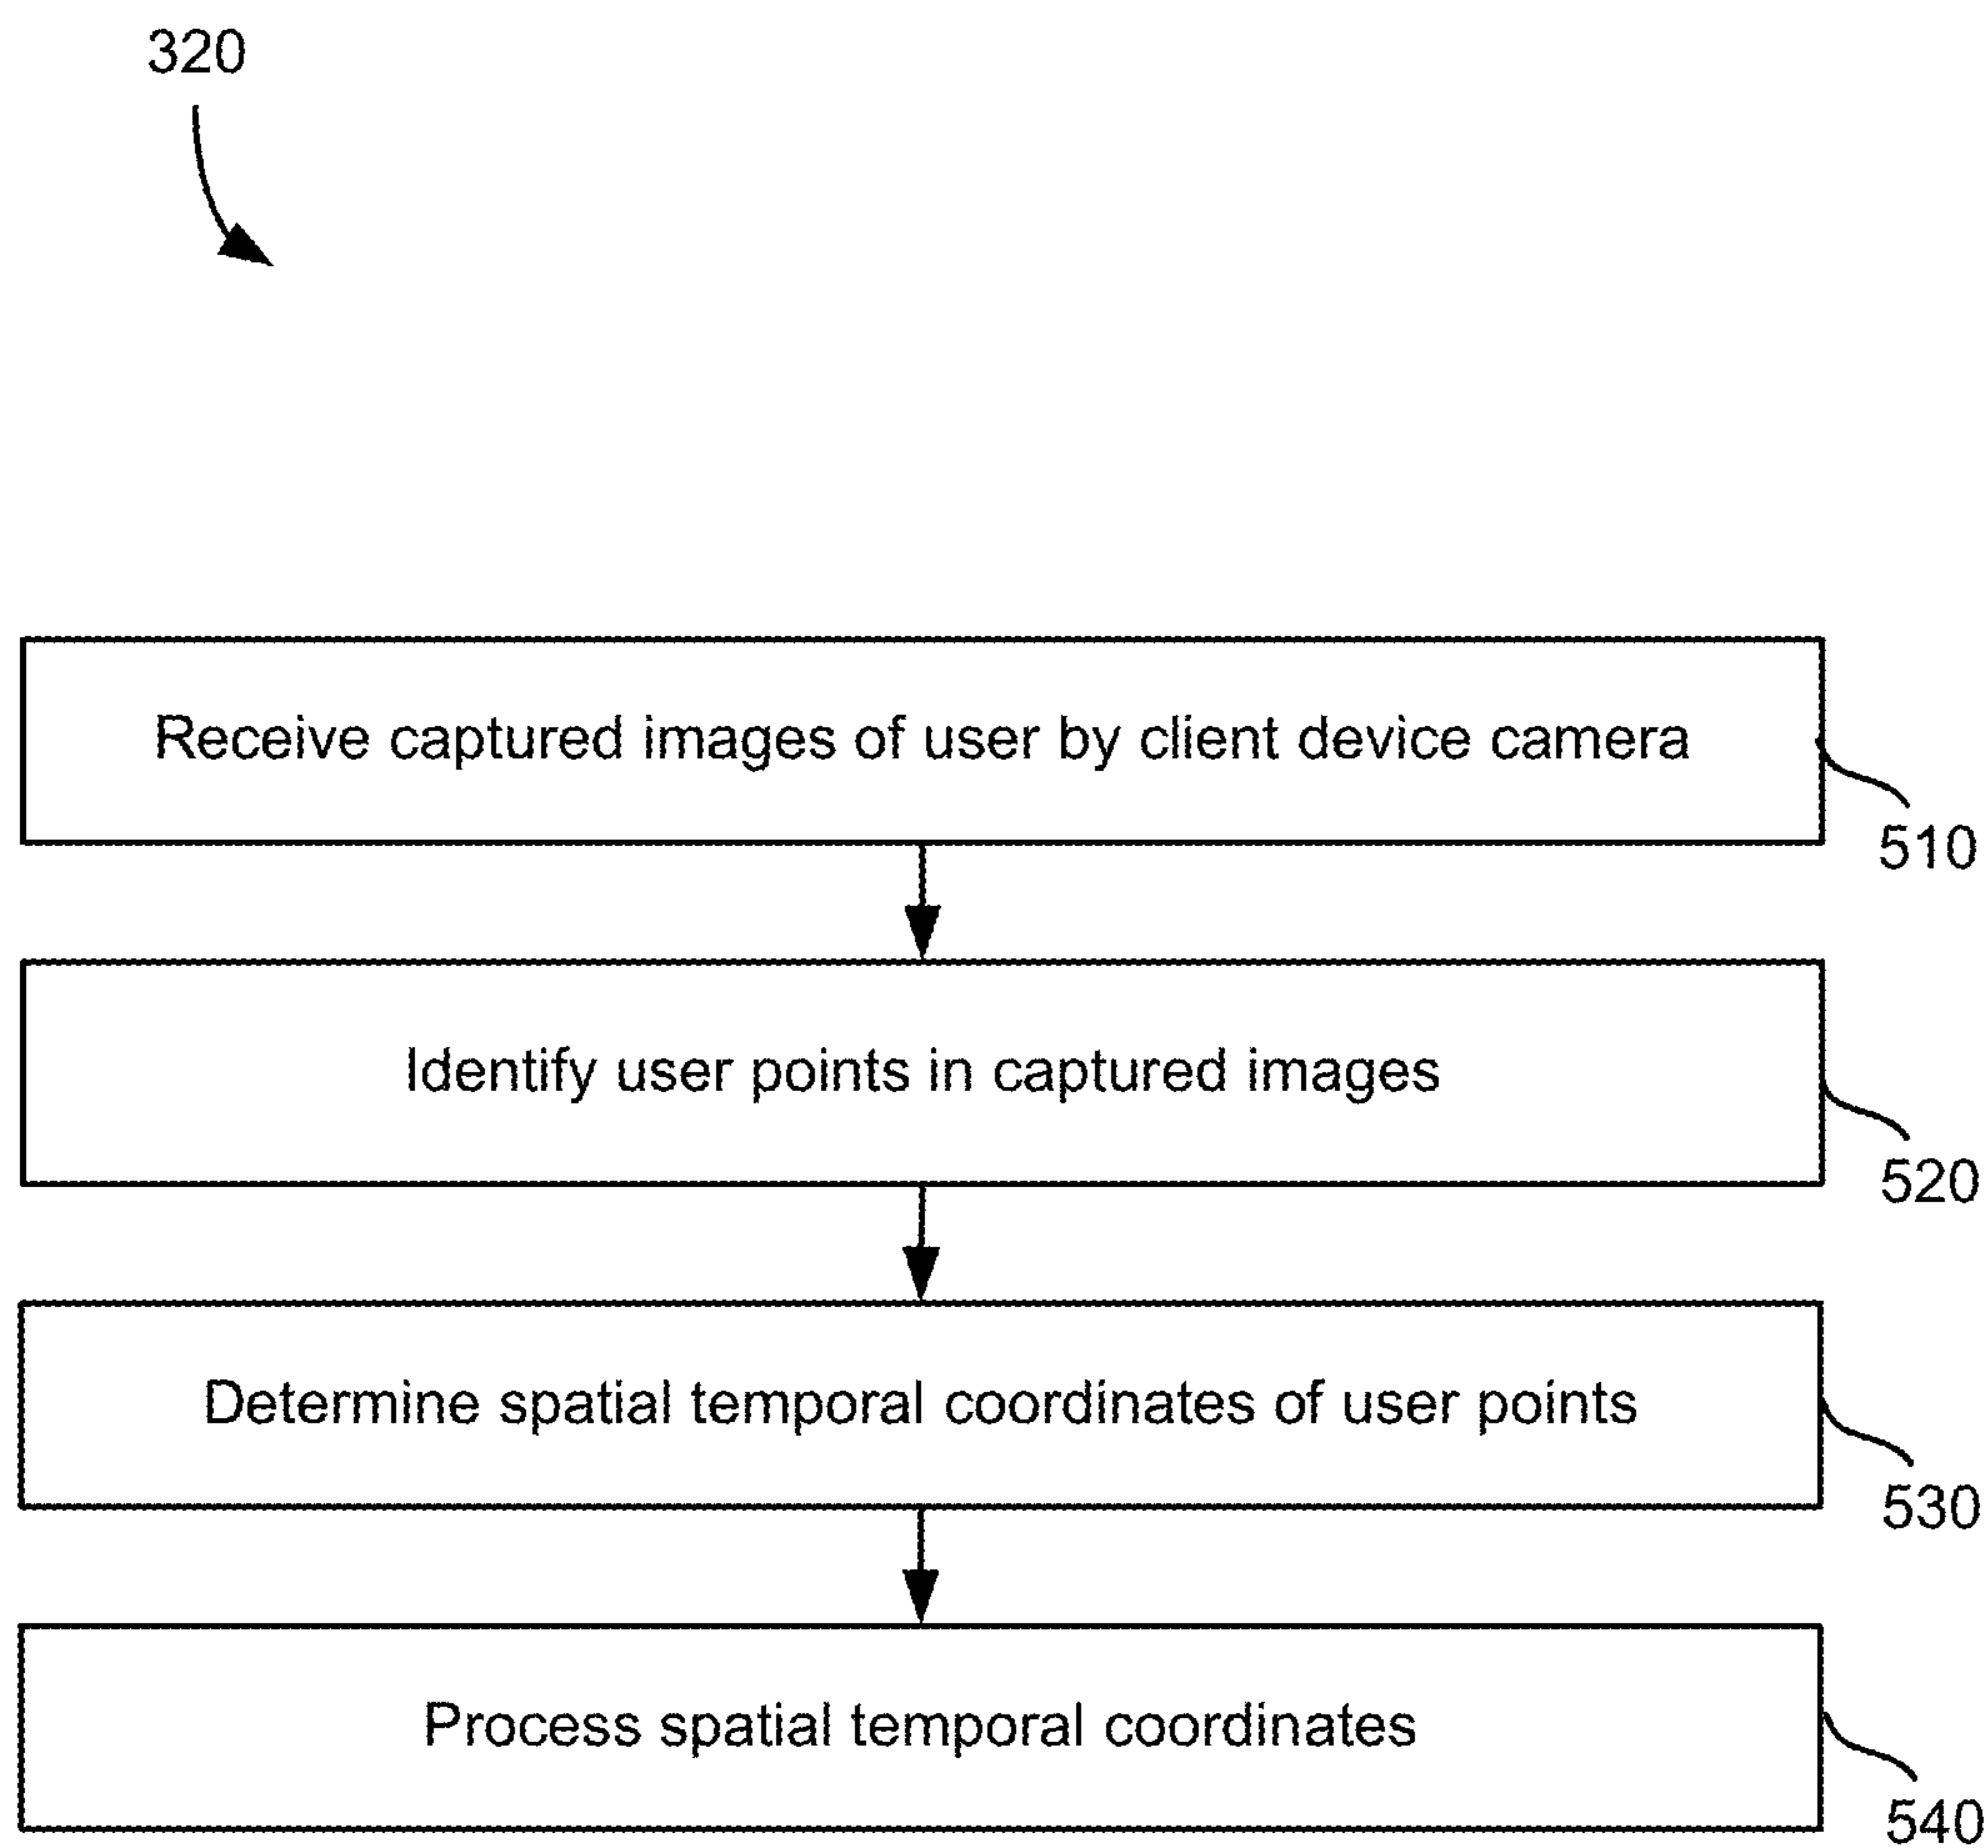 320
Receive captured images of user by client device camera
510
Identify user points in captured images
520
Determine spatial temporal coordinates of user points
530
Process spatial temporal coordinates
540